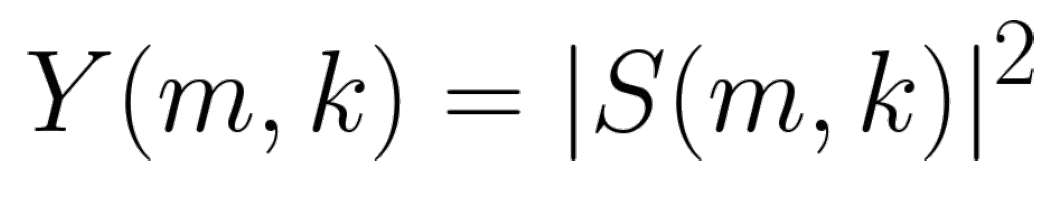 Y(m, k) = |S(m, k)|²